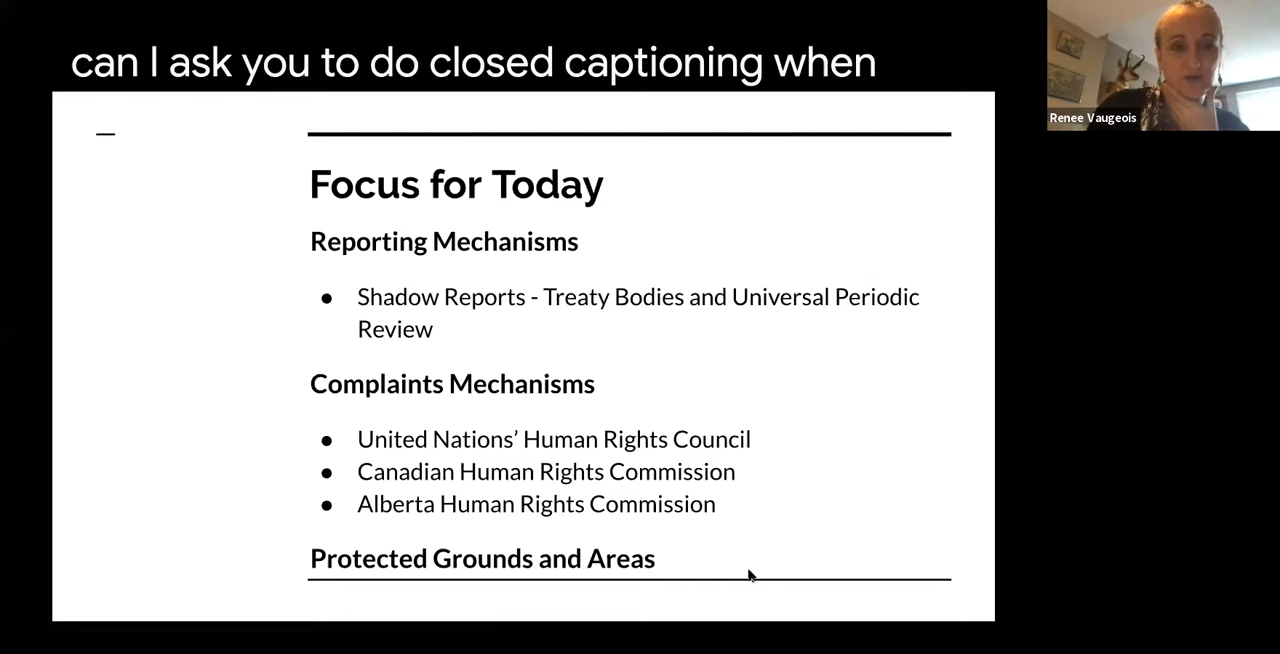 can I ask you to do closed captioning when
Renee Vaugeois
Focus for Today
Reporting Mechanisms
● Shadow Reports - Treaty Bodies and Universal Periodic
Review
Complaints Mechanisms
● United Nations’ Human Rights Council
● Canadian Human Rights Commission
● Alberta Human Rights Commission
Protected Grounds and Areas